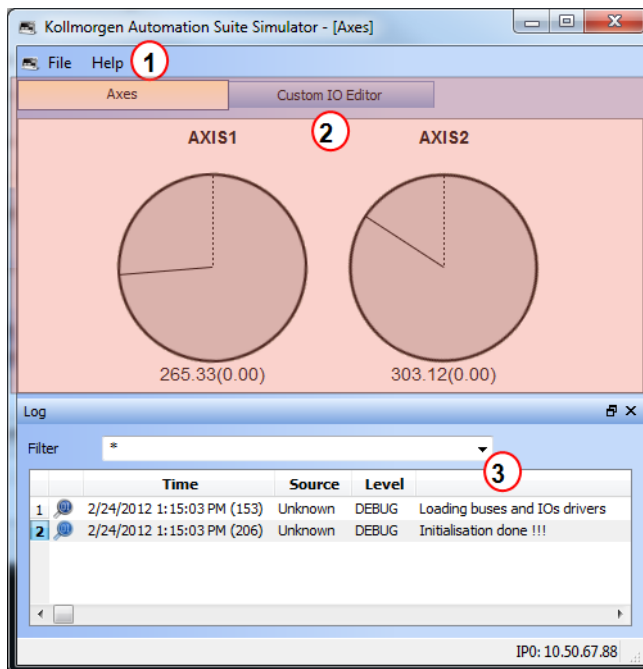 Kollmorgen Automation Suite Simulator - [Axes]
File Help 1
Axes Custom IO Editor
2
AXIS1 AXIS2
265.33(0.00) 303.12(0.00)
Log
Filter *
3
Time Source Level
1 2/24/2012 1:15:03 PM (153) Unknown DEBUG Loading buses and IOs drivers
2 2/24/2012 1:15:03 PM (206) Unknown DEBUG Initialisation done !!!
IP0: 10.50.67.88